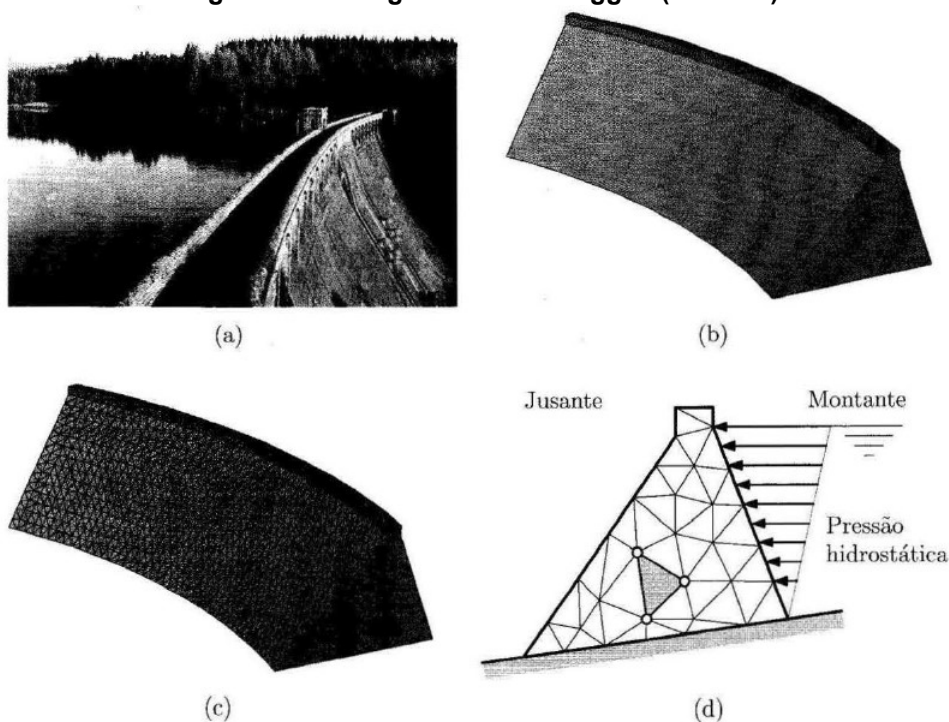 (a)
(b)
(c)
Jusante
Montante
Pressão
hidrostática
(d)